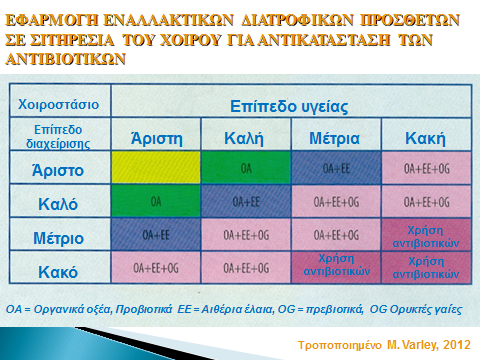 ΕΦΑΡΜΟΓΗ ΕΝΑΛΛΑΚΤΙΚΩΝ ΔΙΑΤΡΟΦΙΚΩΝ ΠΡΟΣΘΕΤΩΝ
ΣΕ ΣΙΤΗΡΕΣΙΑ ΤΟΥ ΧΟΙΡΟΥ ΓΙΑ ΑΝΤΙΚΑΤΑΣΤΑΣΗ ΤΩΝ
ΑΝΤΙΒΙΟΤΙΚΩΝ
Χοιροστάσιο Επίπεδο υγείας
Επίπεδο
διαχείρισης Άριστη Καλή Μέτρια Κακή
Άριστο OA OA+EE OA+EE+OG
Καλό OA OA+EE OA+EE+OG OA+EE+OG
Μέτριο OA+EE OA+EE+OG OA+EE+OG Χρήση
αντιβιοτικών
Κακό OA+EE+OG OA+EE+OG Χρήση
αντιβιοτικών Χρήση
αντιβιοτικών
ΟΑ = Οργανικά οξέα, Προβιοτικά ΕΕ = Αιθέρια έλαια, OG = πρεβιοτικά, OG Ορυκτές γαίες
Τροποποιημένο M. Varley, 2012